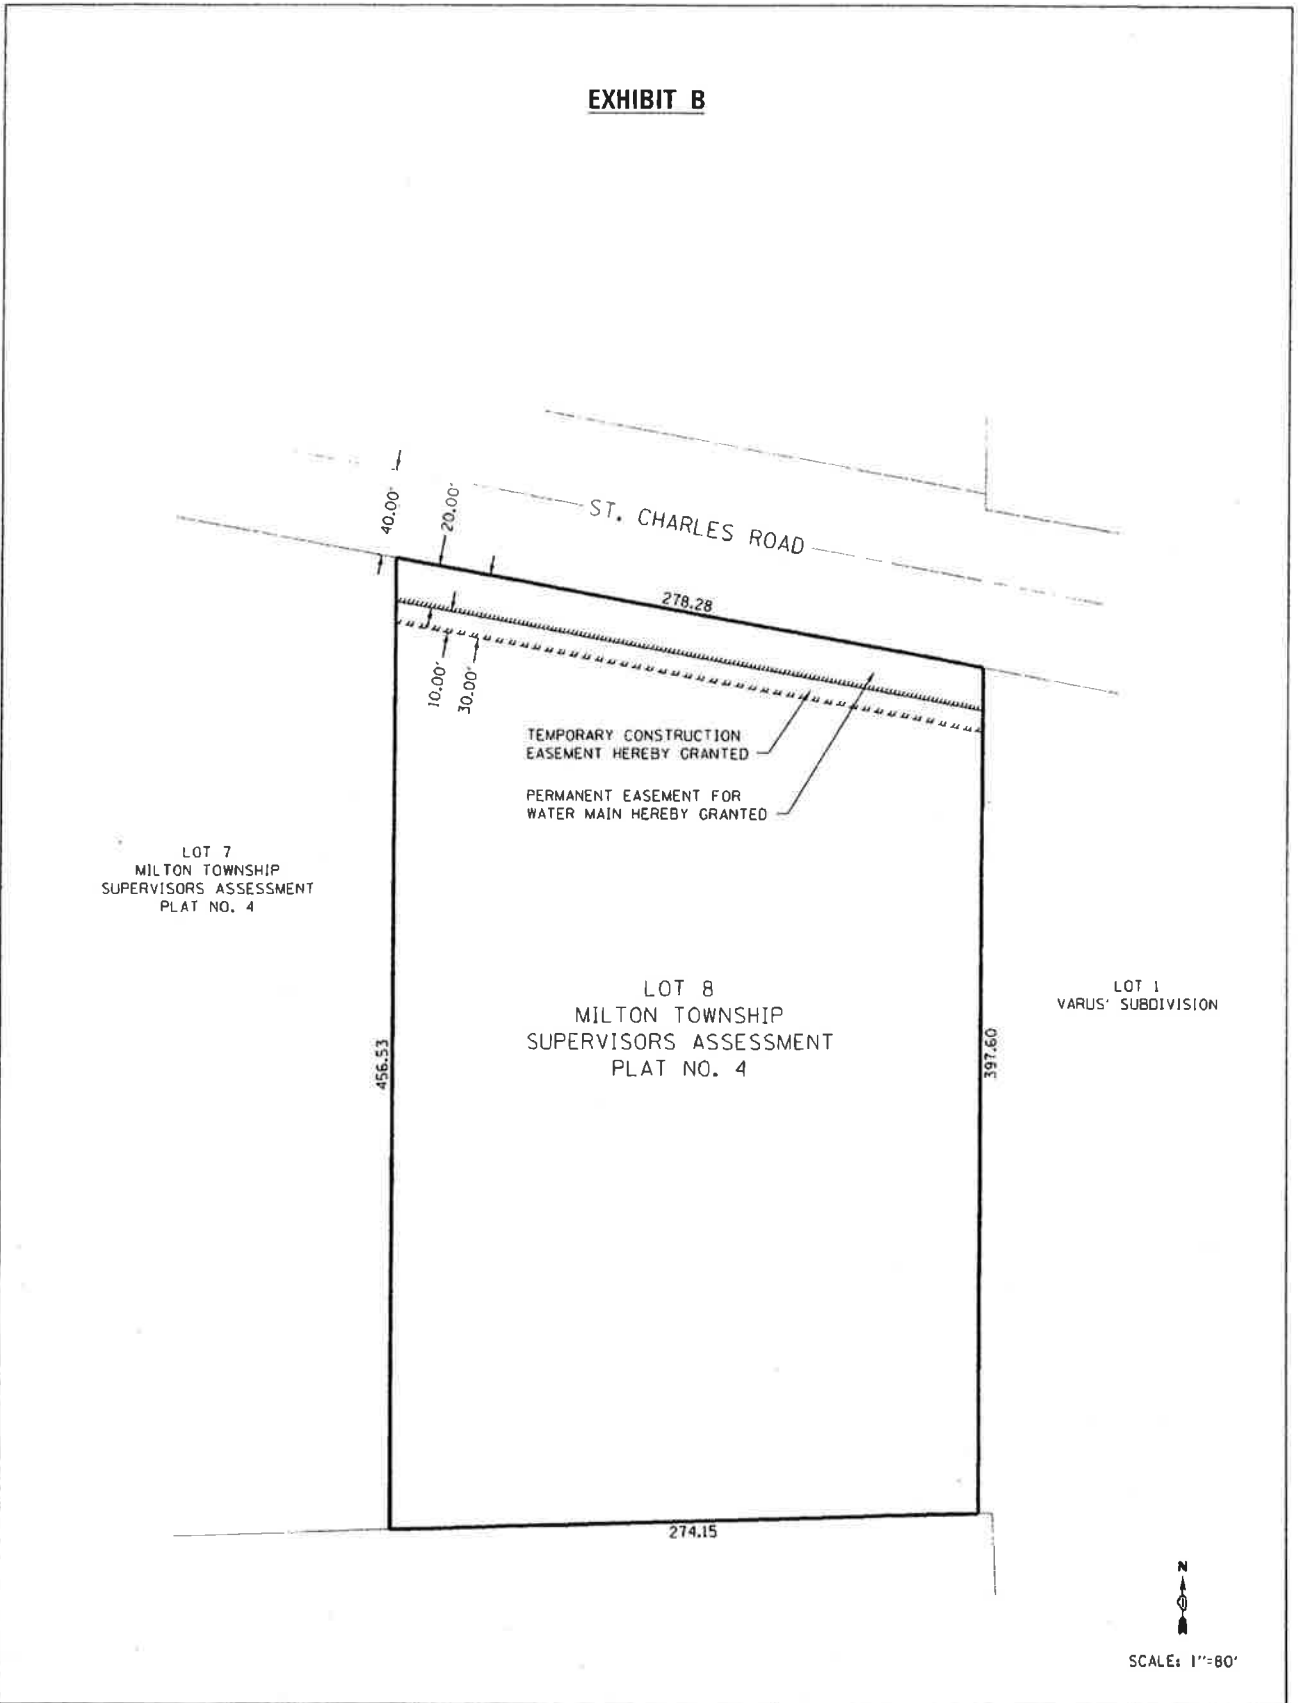 EXHIBIT B
40.00'
20.00'
ST. CHARLES ROAD
278.28
10.00'
30.00'
TEMPORARY CONSTRUCTION
EASEMENT HEREBY GRANTED
PERMANENT EASEMENT FOR
WATER MAIN HEREBY GRANTED
LOT 7
MILTON TOWNSHIP
SUPERVISORS ASSESSMENT
PLAT NO. 4
LOT 8
MILTON TOWNSHIP
SUPERVISORS ASSESSMENT
PLAT NO. 4
LOT 1
VARUS' SUBDIVISION
456.53
397.60
274.15
N
SCALE: 1"=80'